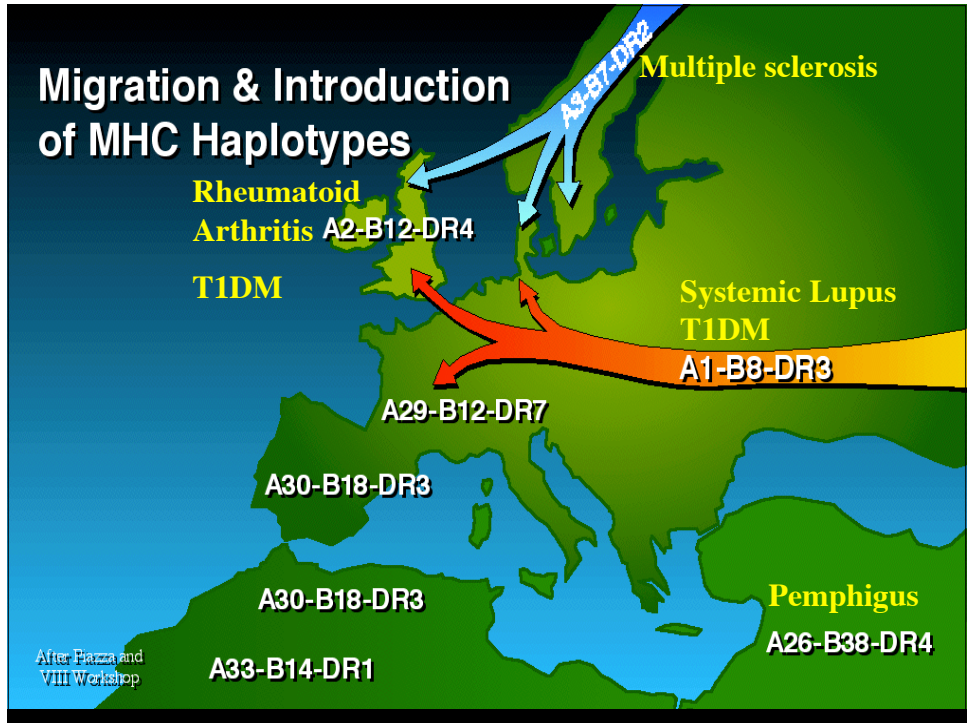 Migration & Introduction
of MHC Haplotypes
A3-B7-DR2
Multiple sclerosis
Rheumatoid
Arthritis A2-B12-DR4
T1DM
Systemic Lupus
T1DM
A1-B8-DR3
A29-B12-DR7
A30-B18-DR3
A30-B18-DR3
Pemphigus
A26-B38-DR4
A33-B14-DR1
After Piazza and
VIII Workshop